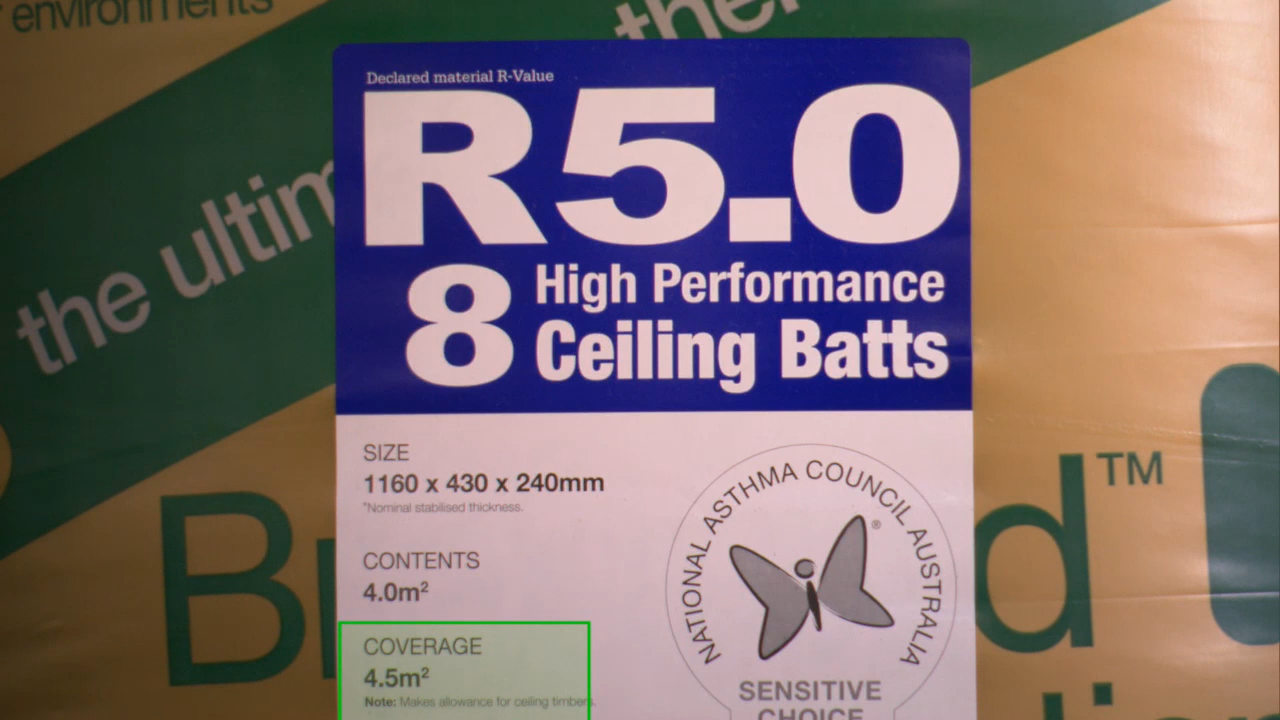 environments
the
the ultim
Declared material R-Value
R5.0
8 High Performance
Ceiling Batts
SIZE
1160 x 430 x 240mm
*Nominal stabilised thickness.
CONTENTS
4.0m²
COVERAGE
4.5m²
Note: Makes allowance for ceiling timbers.
NATIONAL ASTHMA COUNCIL AUSTRALIA
®
SENSITIVE
CHOICE
TM